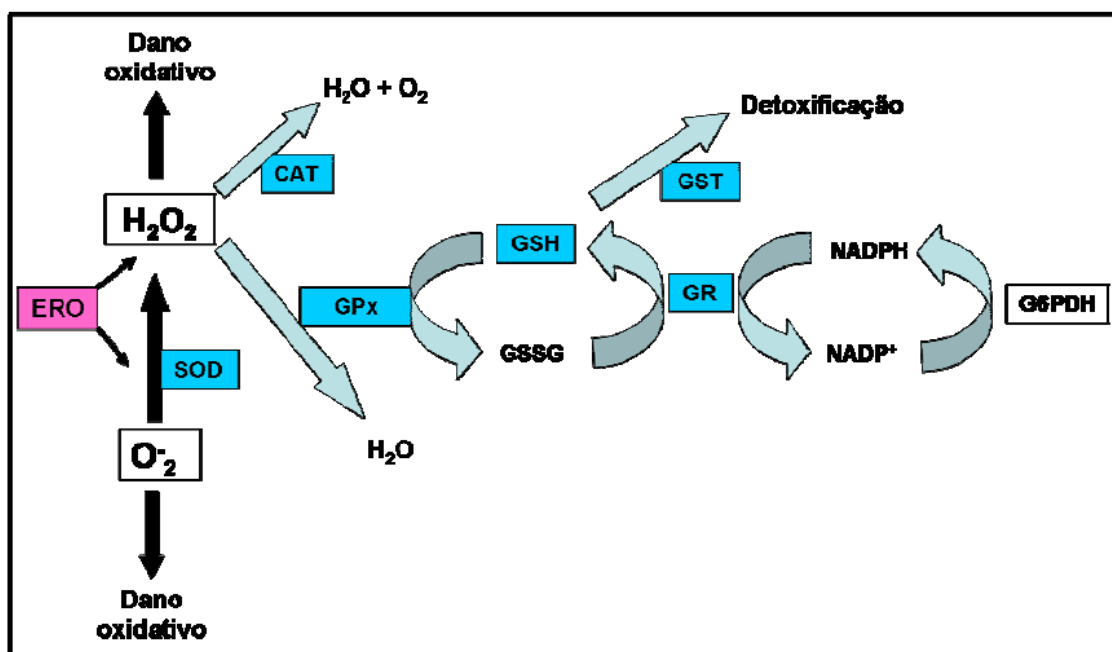 Dano
oxidativo
H₂O + O₂
Detoxificação
CAT
GST
H₂O₂
GSH
NADPH
ERO
GPx
GR
G6PDH
GSSG
NADP⁺
SOD
H₂O
O⁻₂
Dano
oxidativo